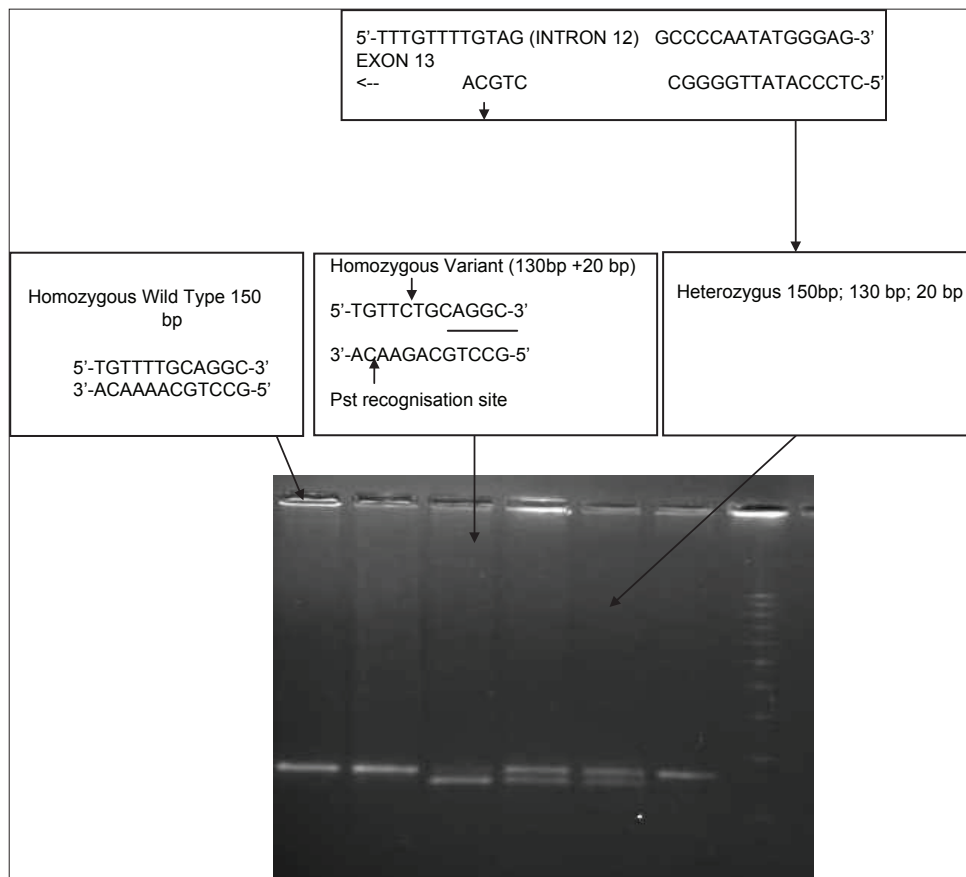 5'-TTTGTTTTGTAG (INTRON 12) GCCCCAATATGGGAG-3'
EXON 13
<-- ACGTC CGGGGTTATACCCTC-5'
Homozygous Wild Type 150
bp
5'-TGTTTTGCAGGC-3'
3'-ACAAAACGTCCG-5'
Homozygous Variant (130bp +20 bp)
5'-TGTTCTGCAGGC-3'
3'-ACAAGACGTCCG-5'
Pst recognisation site
Heterozygus 150bp; 130 bp; 20 bp